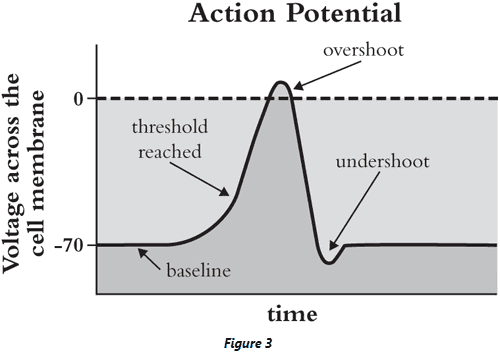 Action Potential
overshoot
Voltage across the
cell membrane
0
threshold
reached
undershoot
–70
baseline
time
Figure 3